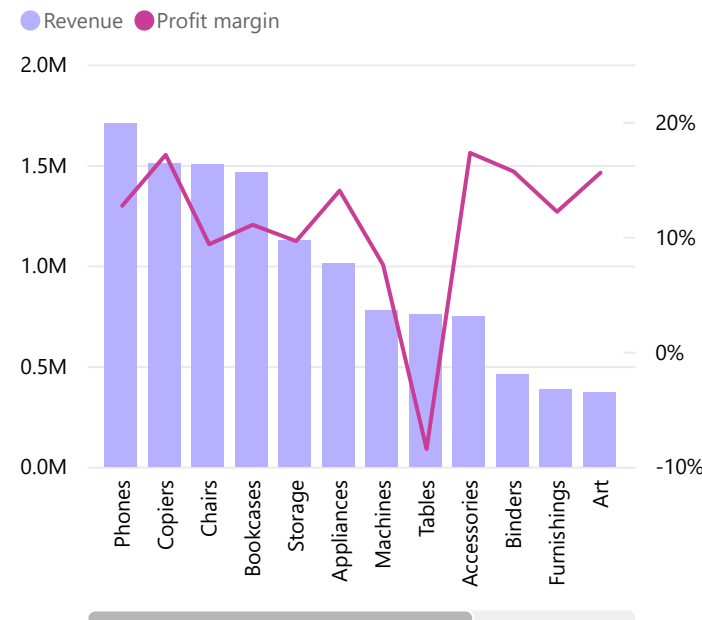 Revenue Profit margin
2.0M
1.5M
1.0M
0.5M
0.0M
20%
10%
0%
-10%
Phones
Copiers
Chairs
Bookcases
Storage
Appliances
Machines
Tables
Accessories
Binders
Furnishings
Art